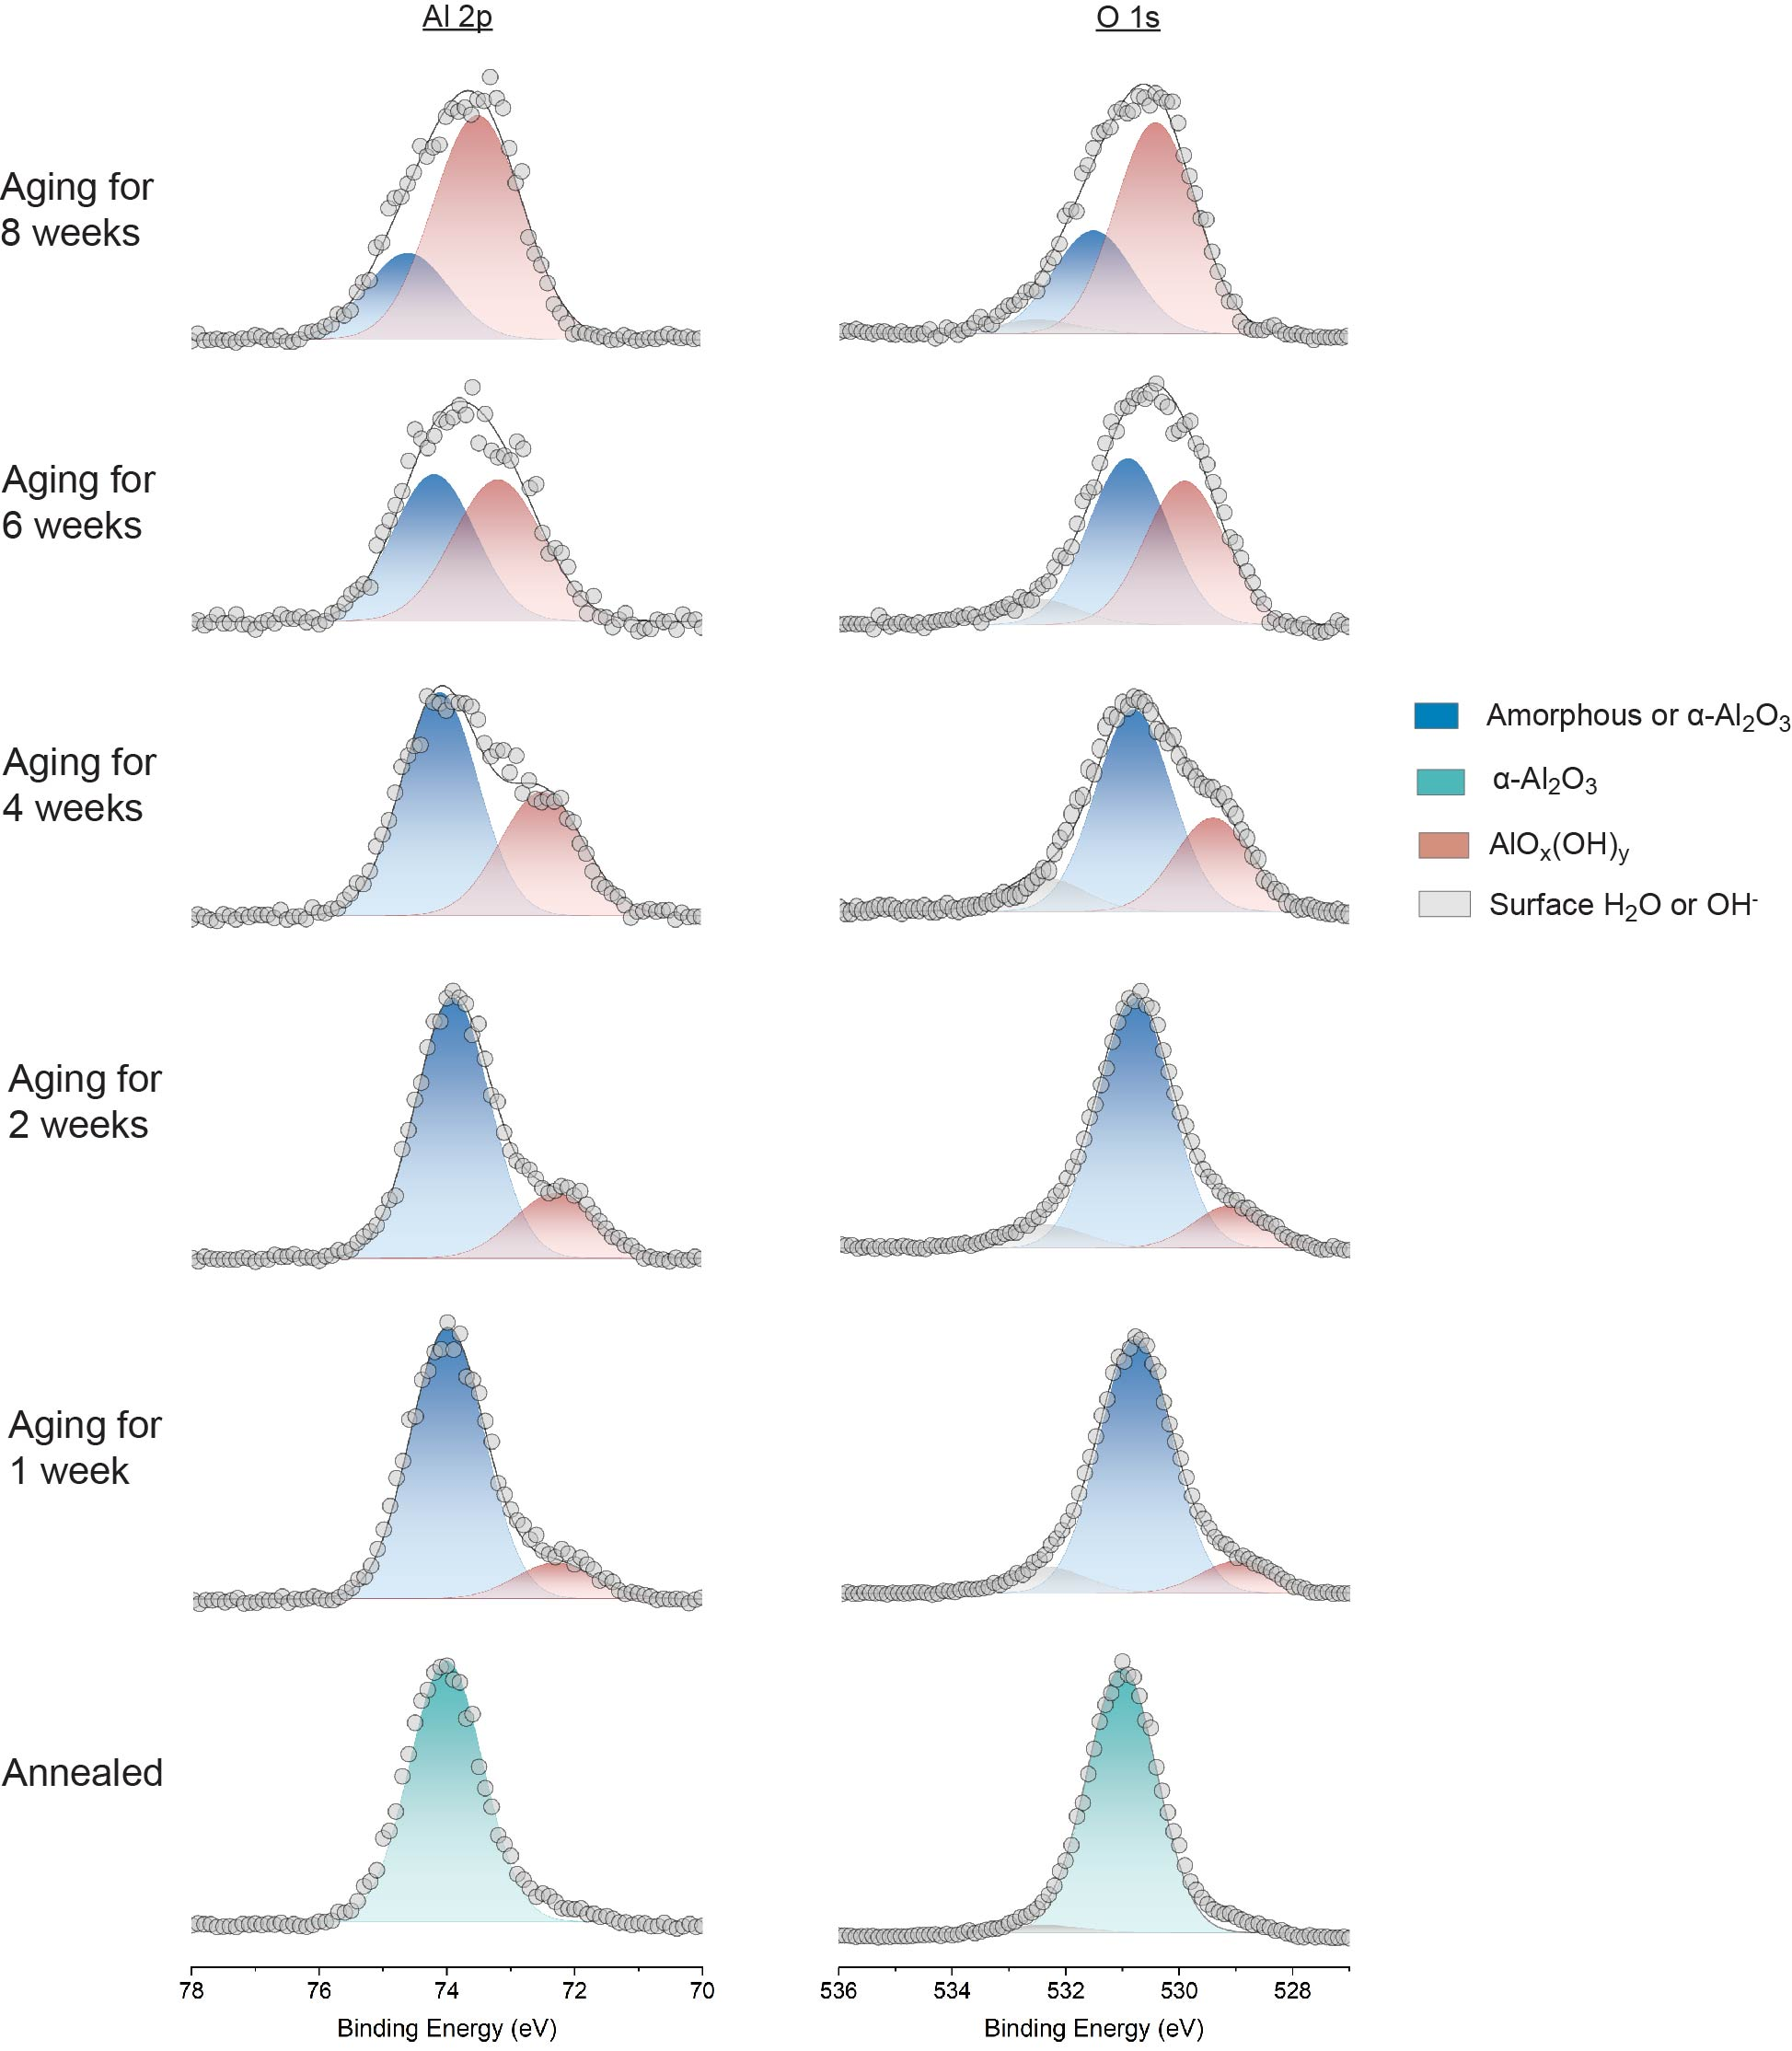 Al 2p
O 1s
Aging for
8 weeks
Aging for
6 weeks
Aging for
4 weeks
Amorphous or α-Al₂O₃
α-Al₂O₃
AlOₓ(OH)y
Surface H₂O or OH⁻
Aging for
2 weeks
Aging for
1 week
Annealed
78 76 74 72 70
536 534 532 530 528
Binding Energy (eV)
Binding Energy (eV)